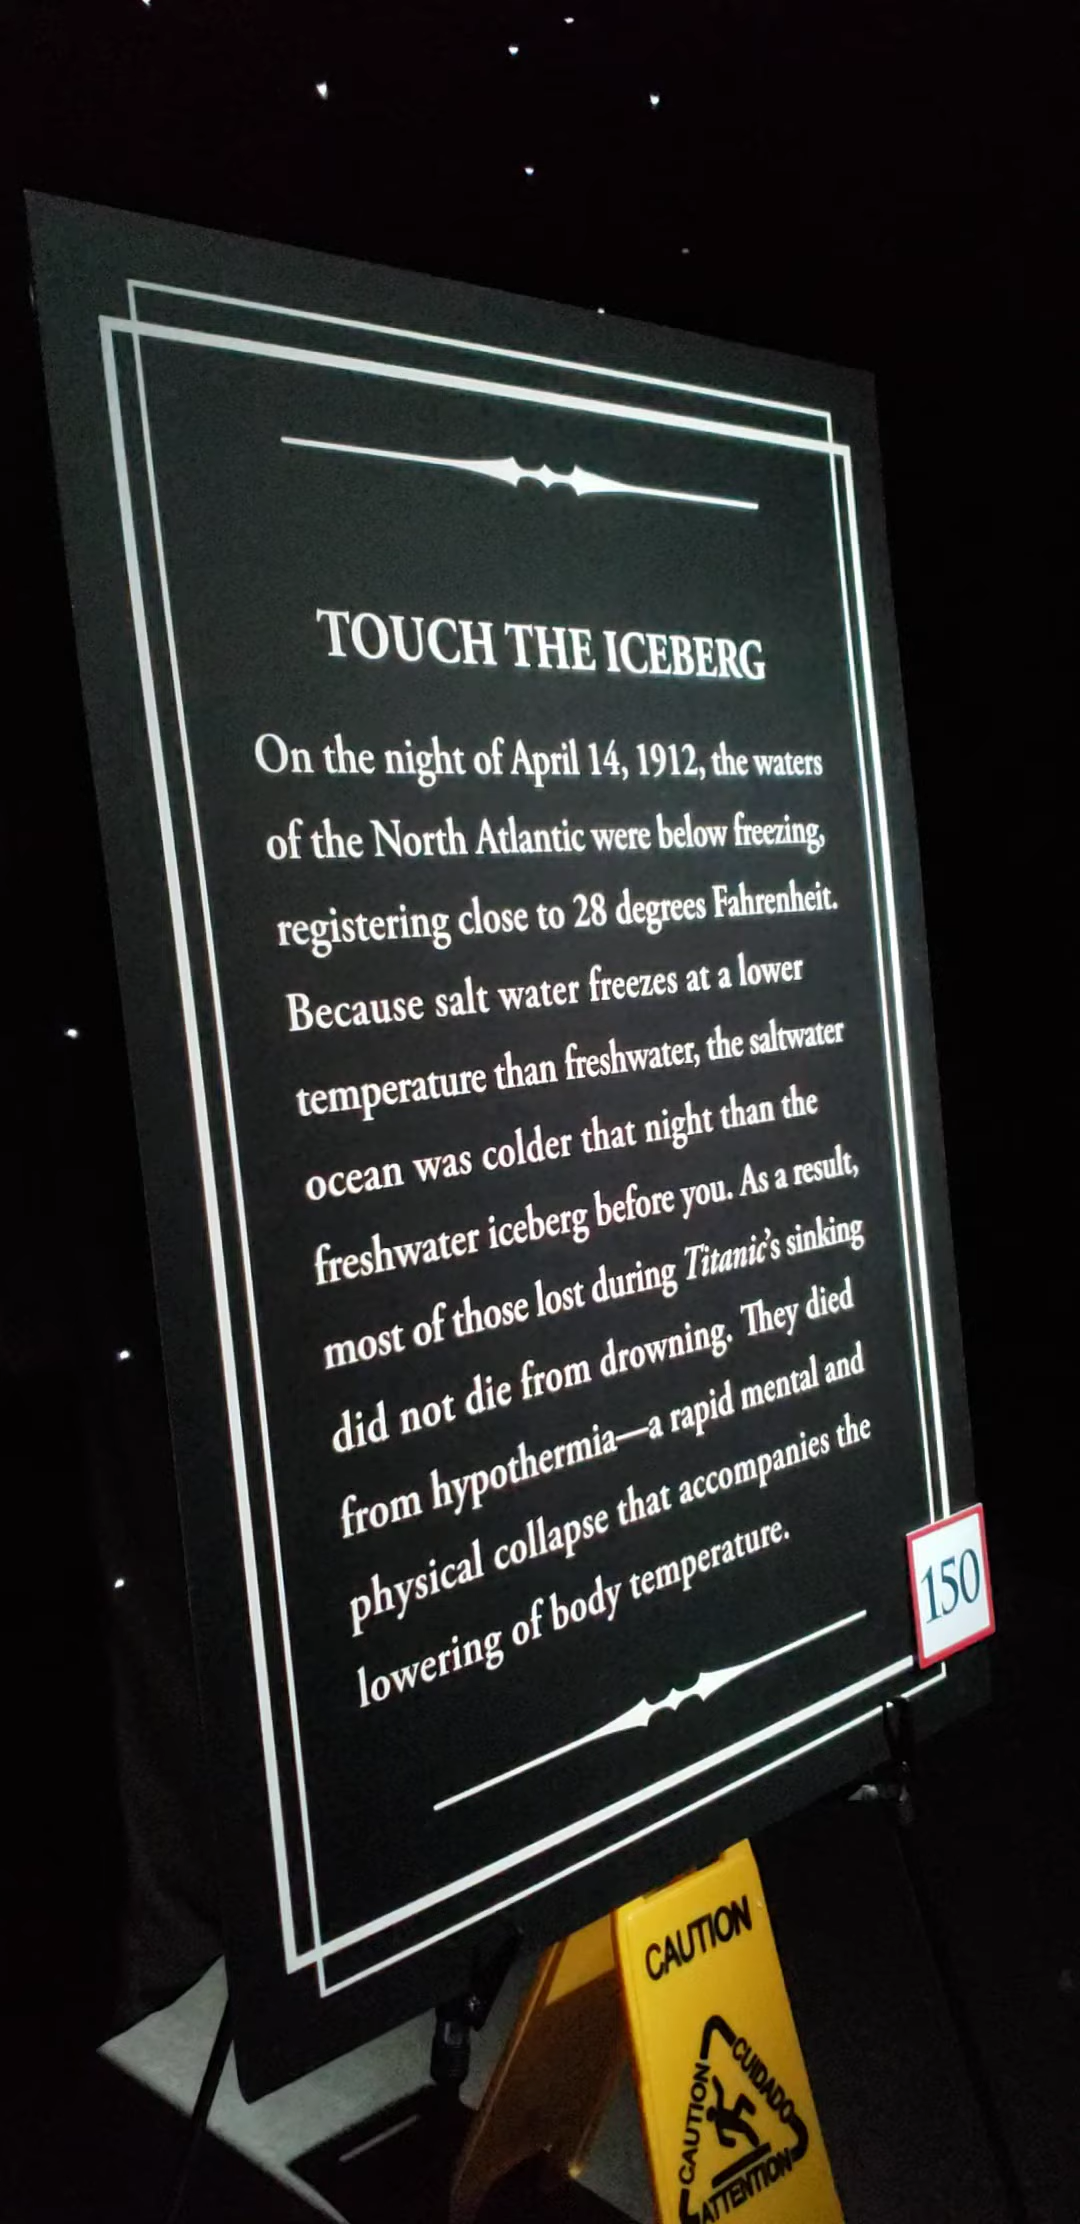 TOUCH THE ICEBERG
On the night of April 14, 1912, the waters
of the North Atlantic were below freezing,
registering close to 28 degrees Fahrenheit.
Because salt water freezes at a lower
temperature than freshwater, the saltwater
ocean was colder that night than the
freshwater iceberg before you. As a result,
most of those lost during Titanic's sinking
did not die from drowning. They died
from hypothermia—a rapid mental and
physical collapse that accompanies the
lowering of body temperature.
150
CAUTION
CAUTION
CUIDADO
ATTENTION